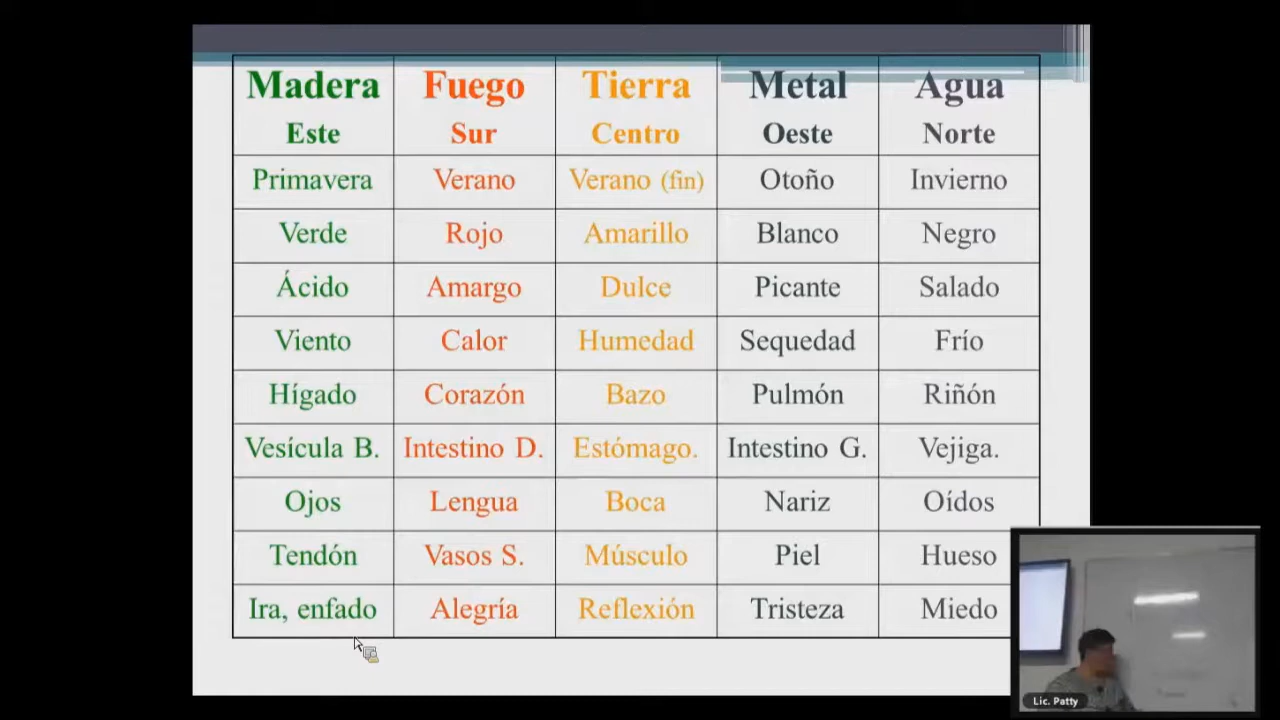 Madera Fuego Tierra Metal Agua
Este Sur Centro Oeste Norte
Primavera Verano Verano (fin) Otoño Invierno
Verde Rojo Amarillo Blanco Negro
Ácido Amargo Dulce Picante Salado
Viento Calor Humedad Sequedad Frío
Hígado Corazón Bazo Pulmón Riñón
Vesícula B. Intestino D. Estómago. Intestino G. Vejiga.
Ojos Lengua Boca Nariz Oídos
Tendón Vasos S. Músculo Piel Hueso
Ira, enfado Alegría Reflexión Tristeza Miedo
Lic. Patty